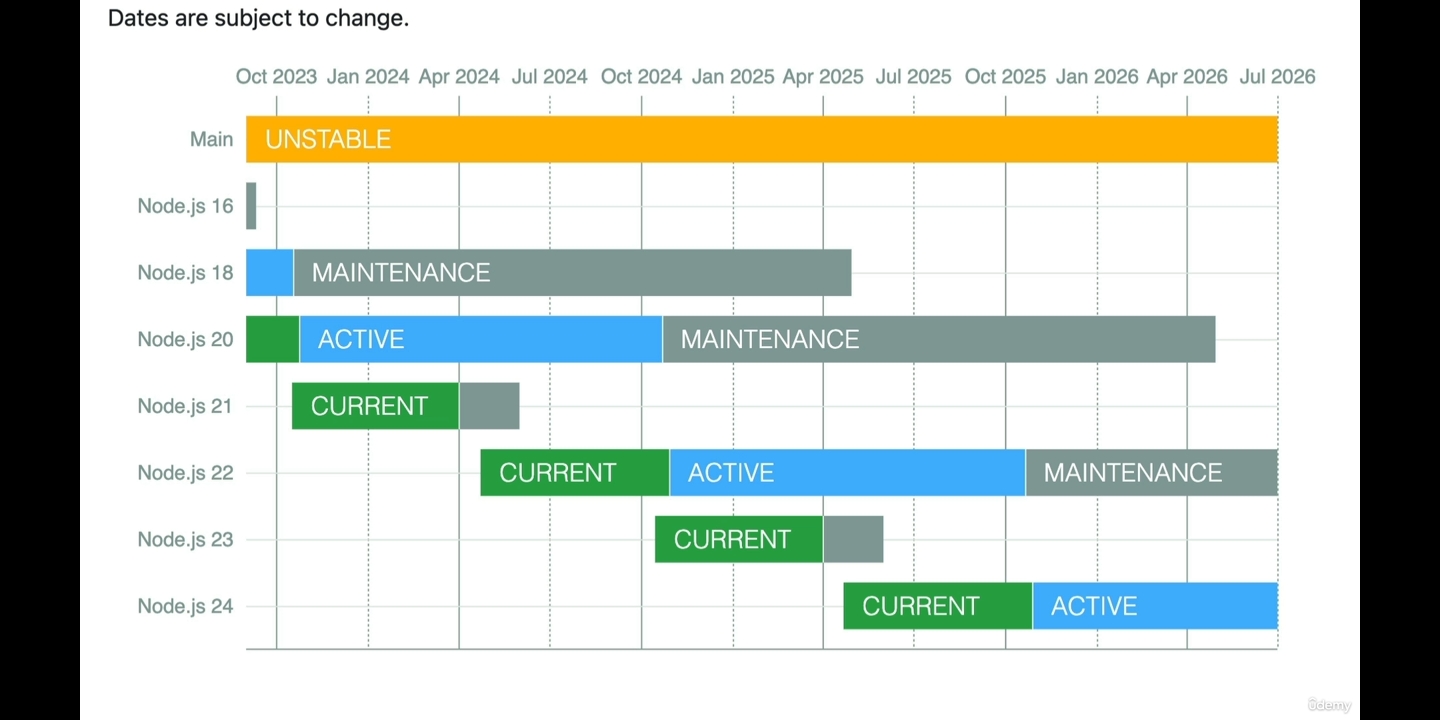 Dates are subject to change.
Oct 2023 Jan 2024 Apr 2024 Jul 2024 Oct 2024 Jan 2025 Apr 2025 Jul 2025 Oct 2025 Jan 2026 Apr 2026 Jul 2026
Main UNSTABLE
Node.js 16
Node.js 18 MAINTENANCE
Node.js 20 ACTIVE MAINTENANCE
Node.js 21 CURRENT
Node.js 22 CURRENT ACTIVE MAINTENANCE
Node.js 23 CURRENT
Node.js 24 CURRENT ACTIVE
ûdemy